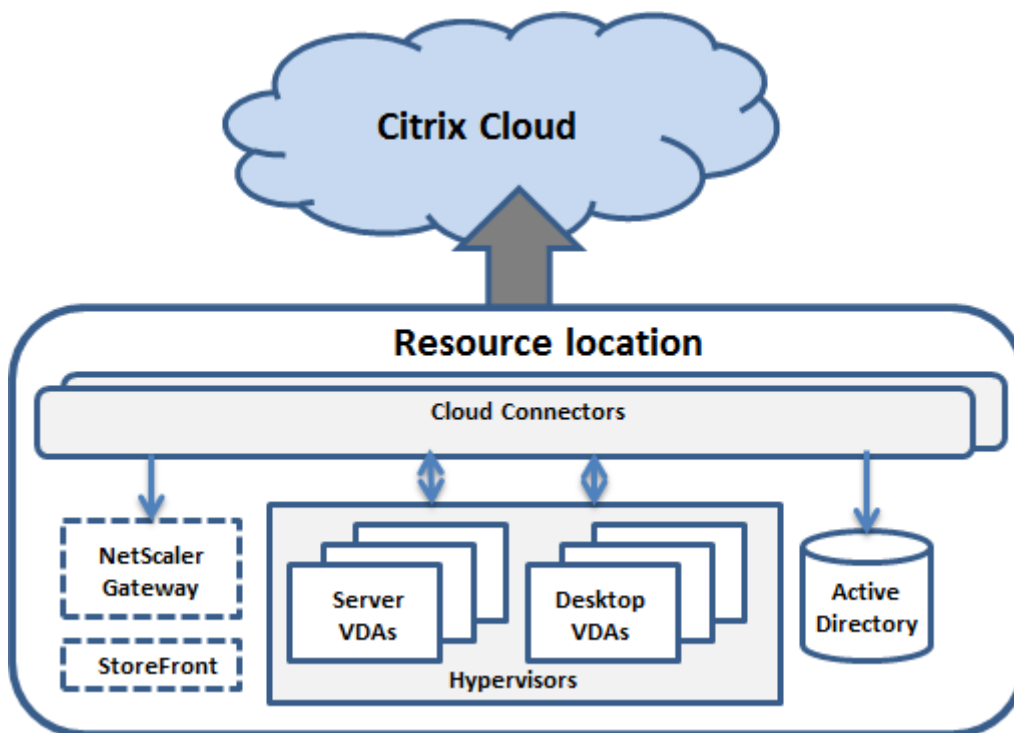 Citrix Cloud
Resource location
Cloud Connectors
NetScaler
Gateway
StoreFront
Server
VDAs
Desktop
VDAs
Hypervisors
Active
Directory